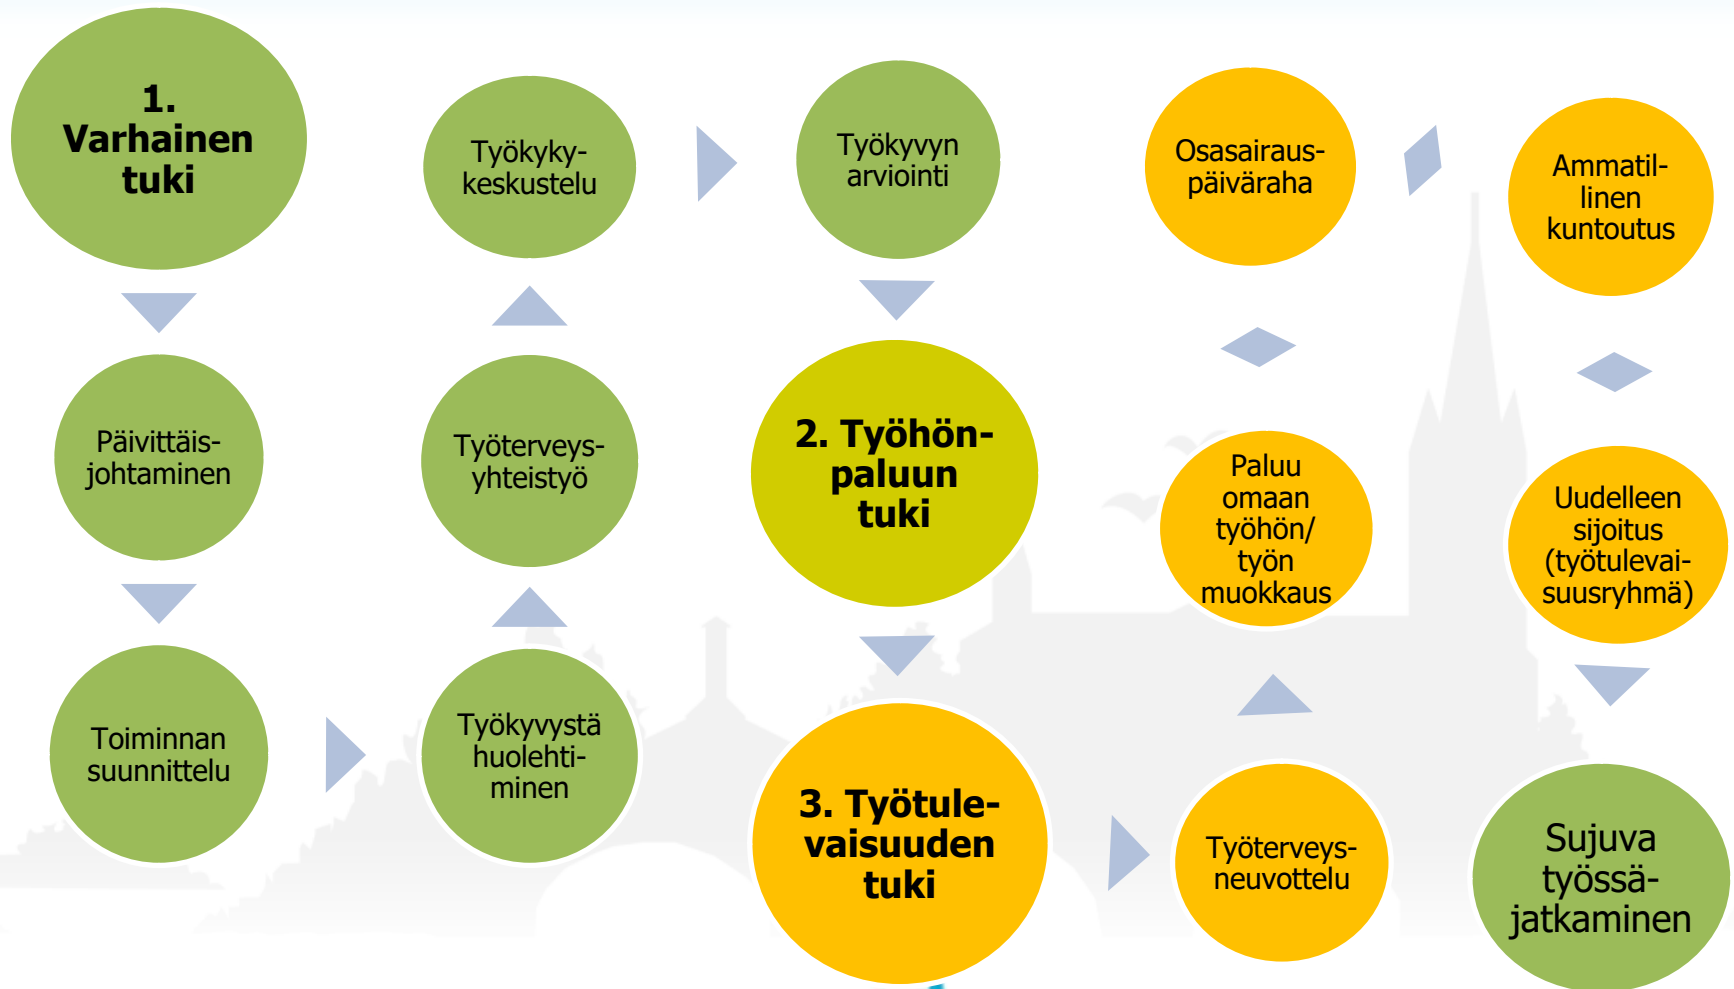 1.
Varhainen
tuki
Päivittäis-
johtaminen
Toiminnan
suunnittelu
Työkyvystä
huolehti-
minen
Työterveys-
yhteistyö
Työkyky-
keskustelu
Työkyvyn
arviointi
2. Työhön-
paluun
tuki
3. Työtule-
vaisuuden
tuki
Työterveys-
neuvottelu
Paluu
omaan
työhön/
työn
muokkaus
Osasairaus-
päiväraha
Ammatil-
linen
kuntoutus
Uudelleen
sijoitus
(työtulevai-
suusryhmä)
Sujuva
työssä-
jatkaminen